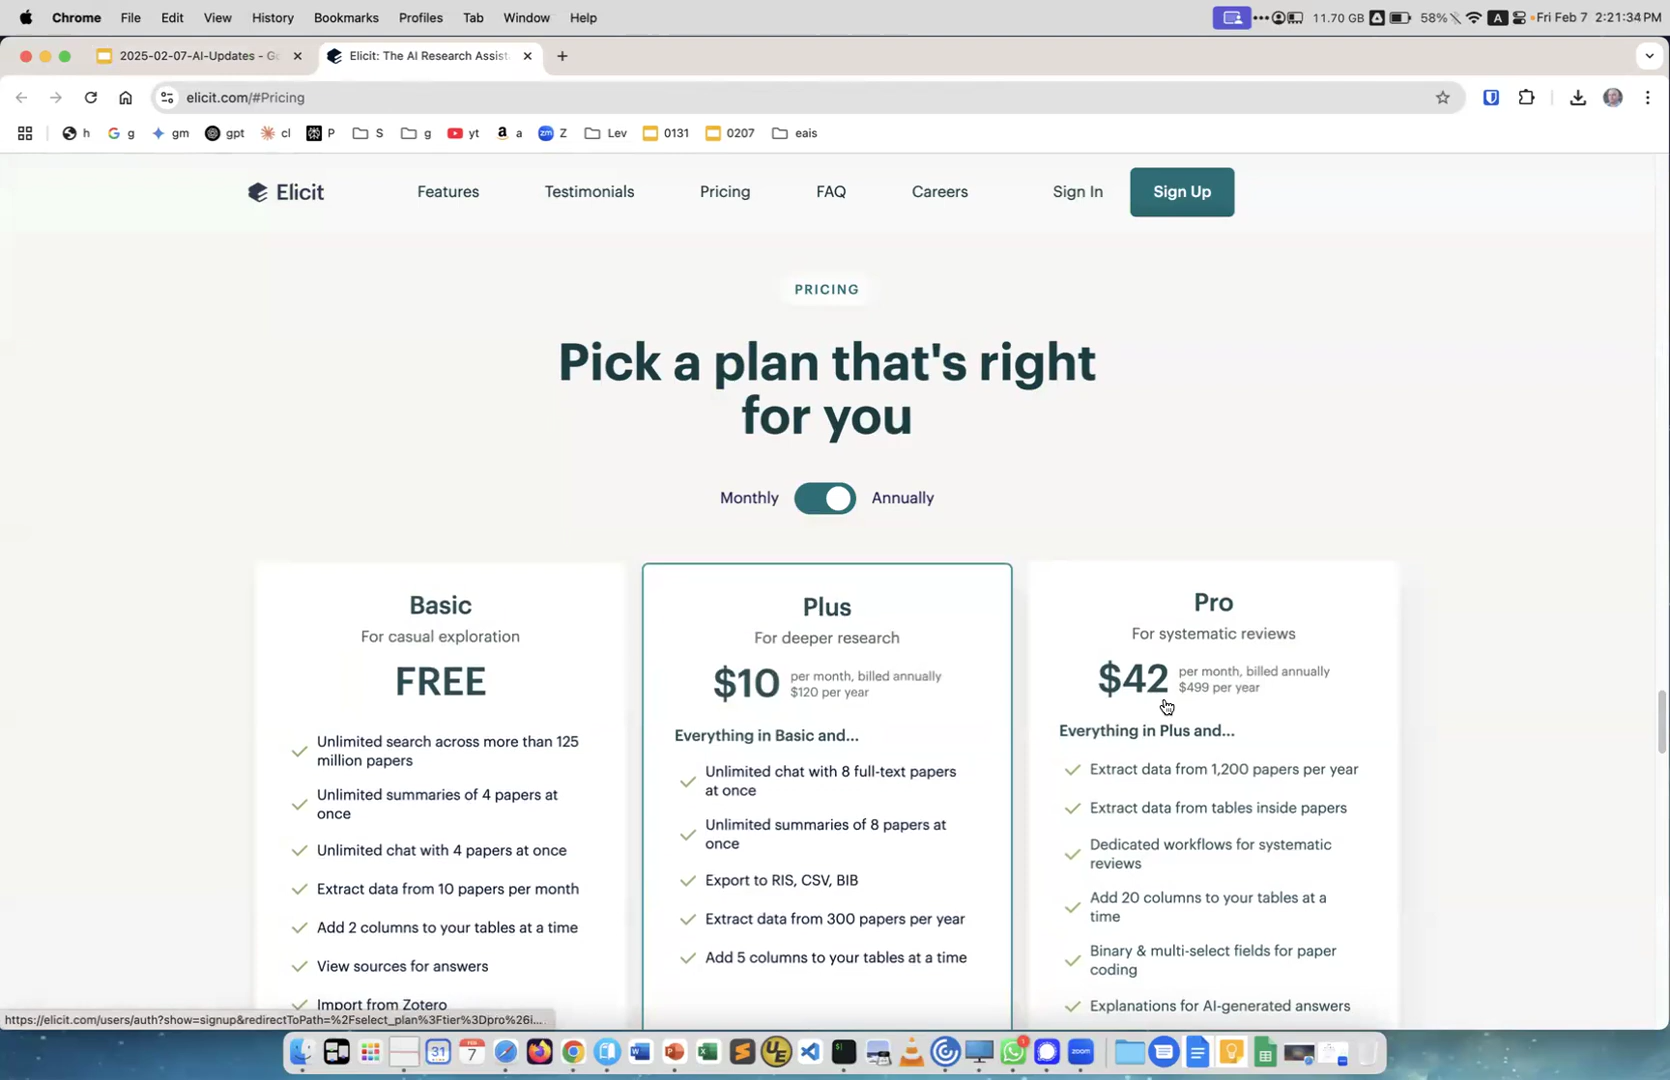 Chrome File Edit View History Bookmarks Profiles Tab Window Help 11.70 GB 58% A Fri Feb 7 2:21:34 PM
2025-02-07-AI-Updates - Go
Elicit: The AI Research Assist
elicit.com/#Pricing
h g gm gpt cl P S g yt a Z Lev 0131 0207 eais
Elicit Features Testimonials Pricing FAQ Careers Sign In Sign Up
PRICING
Pick a plan that's right
for you
Monthly Annually
Basic
For casual exploration
FREE
Unlimited search across more than 125
million papers
Unlimited summaries of 4 papers at
once
Unlimited chat with 4 papers at once
Extract data from 10 papers per month
Add 2 columns to your tables at a time
View sources for answers
Import from Zotero
Plus
For deeper research
$10 per month, billed annually
$120 per year
Everything in Basic and...
Unlimited chat with 8 full-text papers
at once
Unlimited summaries of 8 papers at
once
Export to RIS, CSV, BIB
Extract data from 300 papers per year
Add 5 columns to your tables at a time
Pro
For systematic reviews
$42 per month, billed annually
$499 per year
Everything in Plus and...
Extract data from 1,200 papers per year
Extract data from tables inside papers
Dedicated workflows for systematic
reviews
Add 20 columns to your tables at a
time
Binary & multi-select fields for paper
coding
Explanations for AI-generated answers
https://elicit.com/users/auth?show=signup&redirectToPath=%2Fselect_plan%3Ftier%3Dpro%26i...
31 7 zoom